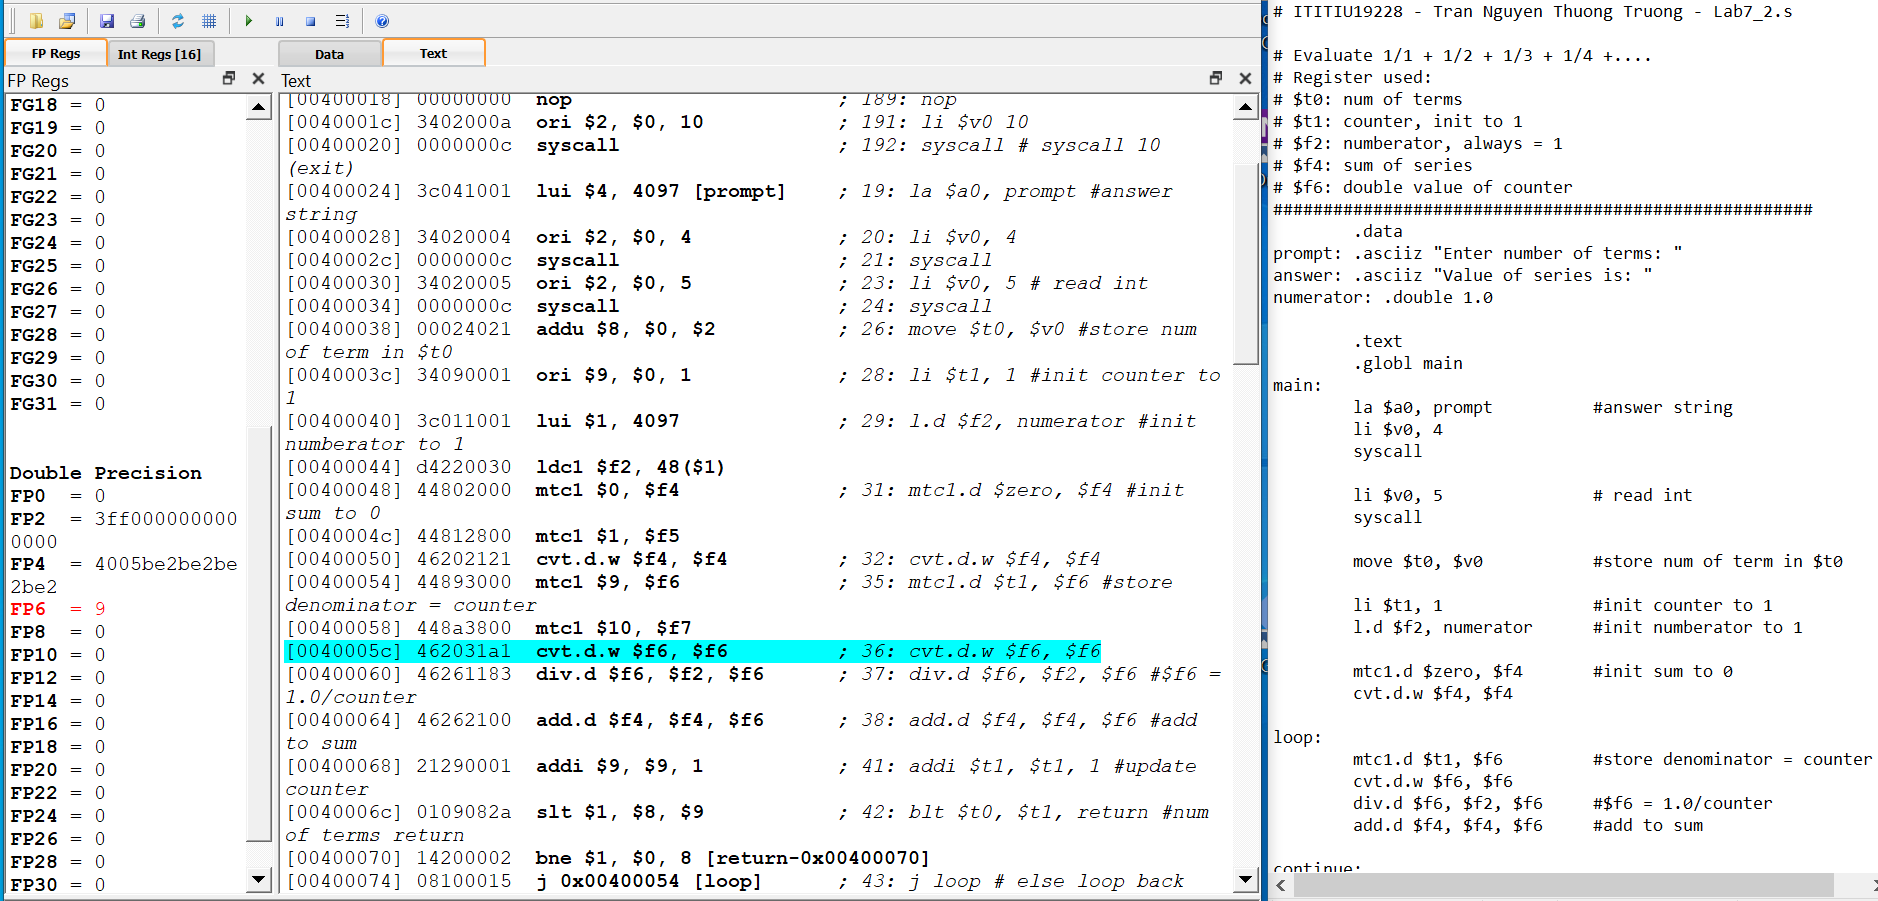 FP Regs
Int Regs [16]
Data
Text
FP Regs
FG18 = 0
FG19 = 0
FG20 = 0
FG21 = 0
FG22 = 0
FG23 = 0
FG24 = 0
FG25 = 0
FG26 = 0
FG27 = 0
FG28 = 0
FG29 = 0
FG30 = 0
FG31 = 0
Double Precision
FP0 = 0
FP2 = 3ff000000000
0000
FP4 = 4005be2be2be
2be2
FP6 = 9
FP8 = 0
FP10 = 0
FP12 = 0
FP14 = 0
FP16 = 0
FP18 = 0
FP20 = 0
FP22 = 0
FP24 = 0
FP26 = 0
FP28 = 0
FP30 = 0
Text
[00400018] 00000000 nop ; 189: nop
[0040001c] 3402000a ori $2, $0, 10 ; 191: li $v0 10
[00400020] 0000000c syscall ; 192: syscall # syscall 10
(exit)
[00400024] 3c041001 lui $4, 4097 [prompt] ; 19: la $a0, prompt #answer
string
[00400028] 34020004 ori $2, $0, 4 ; 20: li $v0, 4
[0040002c] 0000000c syscall ; 21: syscall
[00400030] 34020005 ori $2, $0, 5 ; 23: li $v0, 5 # read int
[00400034] 0000000c syscall ; 24: syscall
[00400038] 00024021 addu $8, $0, $2 ; 26: move $t0, $v0 #store num
of term in $t0
[0040003c] 34090001 ori $9, $0, 1 ; 28: li $t1, 1 #init counter to
1
[00400040] 3c011001 lui $1, 4097 ; 29: l.d $f2, numerator #init
numberator to 1
[00400044] d4220030 ldc1 $f2, 48($1)
[00400048] 44802000 mtc1 $0, $f4 ; 31: mtc1.d $zero, $f4 #init
sum to 0
[0040004c] 44812800 mtc1 $1, $f5
[00400050] 46202121 cvt.d.w $f4, $f4 ; 32: cvt.d.w $f4, $f4
[00400054] 44893000 mtc1 $9, $f6 ; 35: mtc1.d $t1, $f6 #store
denominator = counter
[00400058] 448a3800 mtc1 $10, $f7
[0040005c] 462031a1 cvt.d.w $f6, $f6 ; 36: cvt.d.w $f6, $f6
[00400060] 46261183 div.d $f6, $f2, $f6 ; 37: div.d $f6, $f2, $f6 #$f6 =
1.0/counter
[00400064] 46262100 add.d $f4, $f4, $f6 ; 38: add.d $f4, $f4, $f6 #add
to sum
[00400068] 21290001 addi $9, $9, 1 ; 41: addi $t1, $t1, 1 #update
counter
[0040006c] 0109082a slt $1, $8, $9 ; 42: blt $t0, $t1, return #num
of terms return
[00400070] 14200002 bne $1, $0, 8 [return-0x00400070]
[00400074] 08100015 j 0x00400054 [loop] ; 43: j loop # else loop back
# ITITIU19228 - Tran Nguyen Thuong Truong - Lab7_2.s
# Evaluate 1/1 + 1/2 + 1/3 + 1/4 +....
# Register used:
# $t0: num of terms
# $t1: counter, init to 1
# $f2: numberator, always = 1
# $f4: sum of series
# $f6: double value of counter
######################################################
.data
prompt: .asciiz "Enter number of terms: "
answer: .asciiz "Value of series is: "
numerator: .double 1.0
.text
.globl main
main:
la $a0, prompt #answer string
li $v0, 4
syscall
li $v0, 5 # read int
syscall
move $t0, $v0 #store num of term in $t0
li $t1, 1 #init counter to 1
l.d $f2, numerator #init numberator to 1
mtc1.d $zero, $f4 #init sum to 0
cvt.d.w $f4, $f4
loop:
mtc1.d $t1, $f6 #store denominator = counter
cvt.d.w $f6, $f6
div.d $f6, $f2, $f6 #$f6 = 1.0/counter
add.d $f4, $f4, $f6 #add to sum
continue: